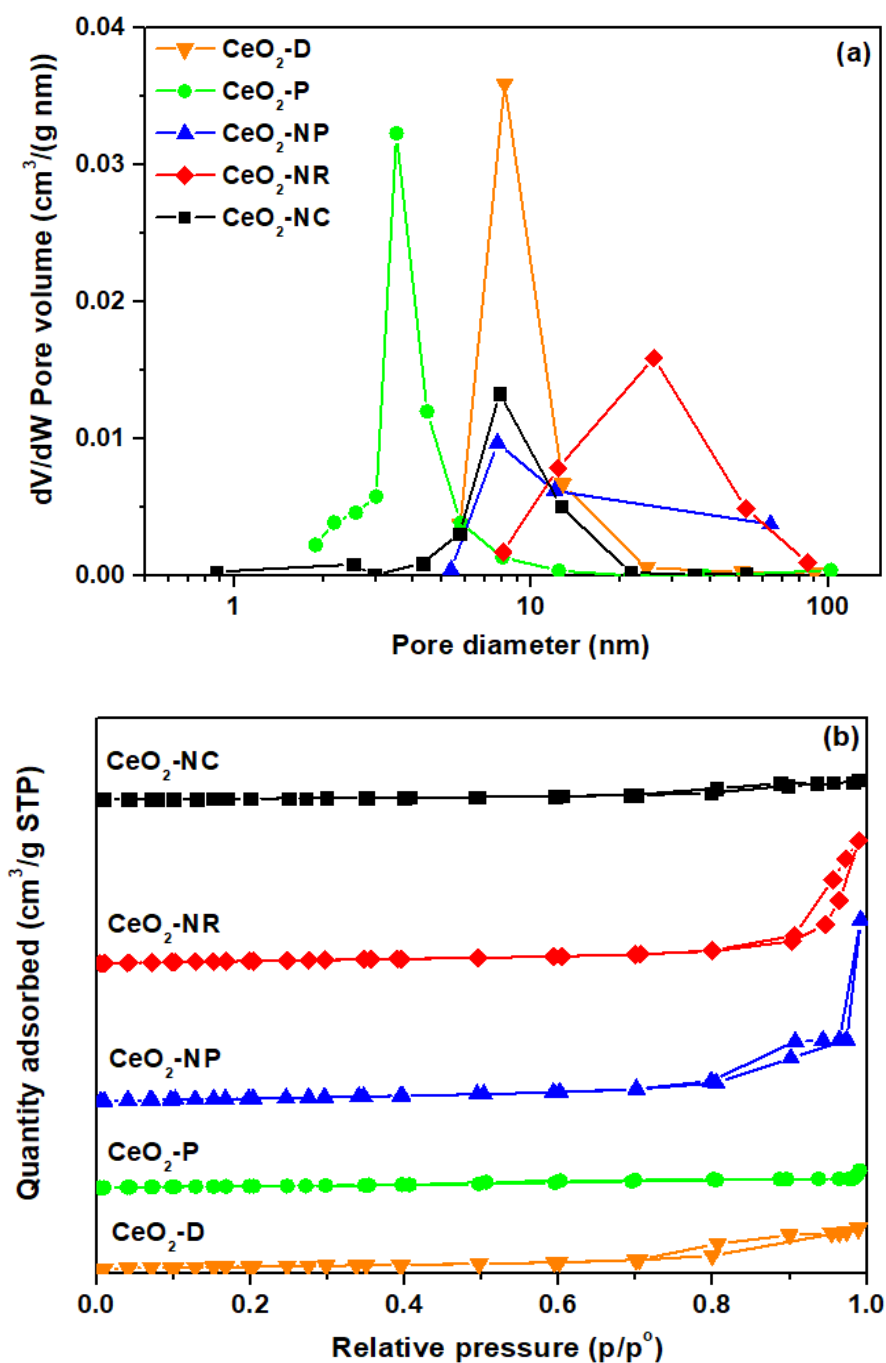 0.04
0.03
0.02
0.01
0.00
dV/dW Pore volume (cm³/(g nm))
CeO₂-D
CeO₂-P
CeO₂-NP
CeO₂-NR
CeO₂-NC
(a)
1
10
100
Pore diameter (nm)
(b)
Quantity adsorbed (cm³/g STP)
CeO₂-NC
CeO₂-NR
CeO₂-NP
CeO₂-P
CeO₂-D
0.0
0.2
0.4
0.6
0.8
1.0
Relative pressure (p/pᵒ)